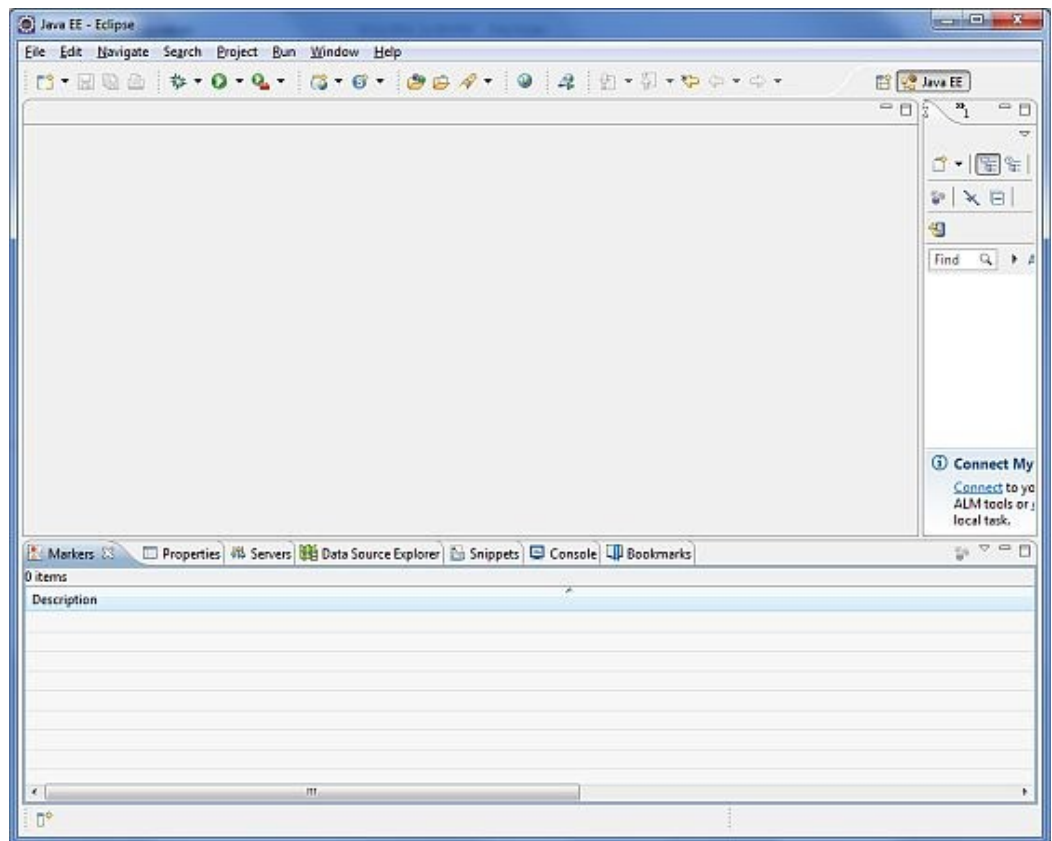 Java EE - Eclipse
File Edit Navigate Search Project Run Window Help
Java EE
»1
Find
Connect My
Connect to yo
ALM tools or
local task.
Markers Properties Servers Data Source Explorer Snippets Console Bookmarks
0 items
Description